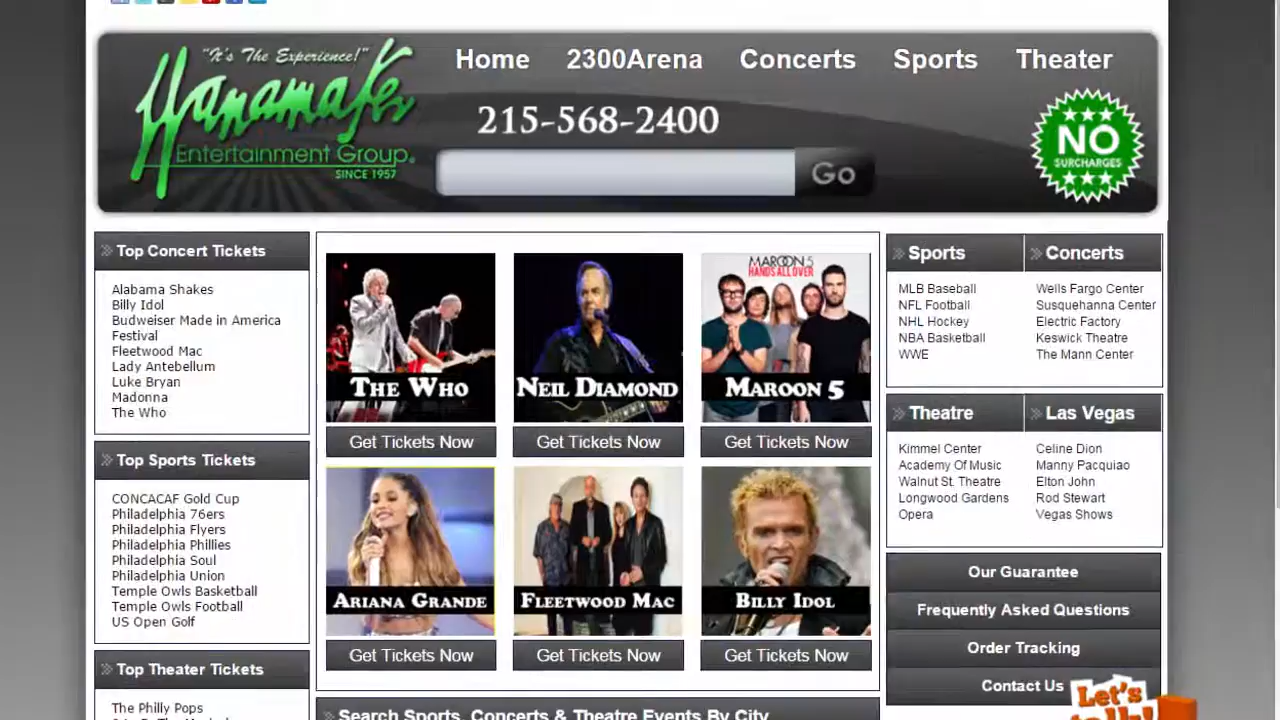 "It's The Experience!"
Hanamaker
Entertainment Group®
SINCE 1957
Home 2300Arena Concerts Sports Theater
215-568-2400
Go
NO
SURCHARGES
Top Concert Tickets
Alabama Shakes
Billy Idol
Budweiser Made in America
Festival
Fleetwood Mac
Lady Antebellum
Luke Bryan
Madonna
The Who
Top Sports Tickets
CONCACAF Gold Cup
Philadelphia 76ers
Philadelphia Flyers
Philadelphia Phillies
Philadelphia Soul
Philadelphia Union
Temple Owls Basketball
Temple Owls Football
US Open Golf
Top Theater Tickets
The Philly Pops
MAROON 5
HANDS ALL OVER
THE WHO NEIL DIAMOND MAROON 5
Get Tickets Now Get Tickets Now Get Tickets Now
ARIANA GRANDE FLEETWOOD MAC BILLY IDOL
Get Tickets Now Get Tickets Now Get Tickets Now
Search Sports, Concerts & Theatre Events By City
Sports
MLB Baseball
NFL Football
NHL Hockey
NBA Basketball
WWE
Concerts
Wells Fargo Center
Susquehanna Center
Electric Factory
Keswick Theatre
The Mann Center
Theatre
Kimmel Center
Academy Of Music
Walnut St. Theatre
Longwood Gardens
Opera
Las Vegas
Celine Dion
Manny Pacquiao
Elton John
Rod Stewart
Vegas Shows
Our Guarantee
Frequently Asked Questions
Order Tracking
Contact Us
Let's